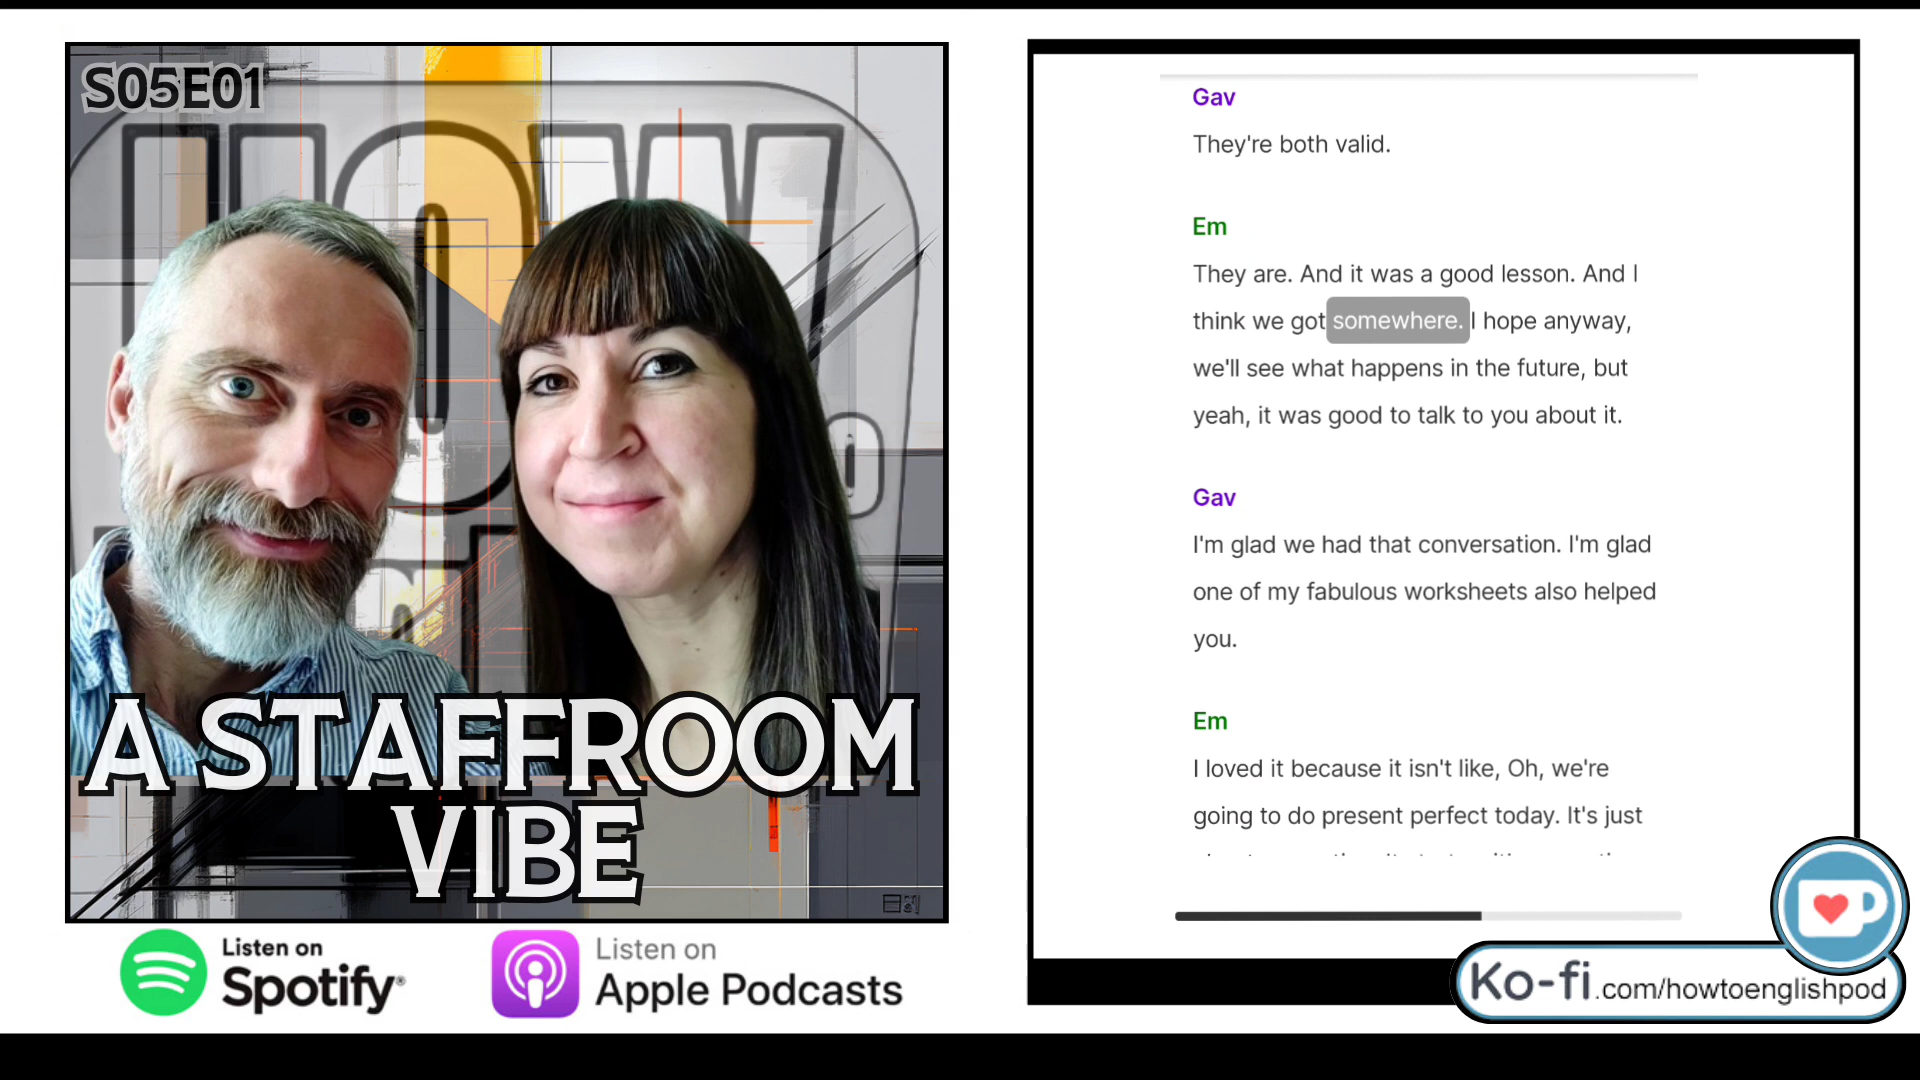 S05E01
HOW
A STAFFROOM
VIBE
Listen on
Spotify®
Listen on
Apple Podcasts
Gav
They're both valid.
Em
They are. And it was a good lesson. And I
think we got somewhere. I hope anyway,
we'll see what happens in the future, but
yeah, it was good to talk to you about it.
Gav
I'm glad we had that conversation. I'm glad
one of my fabulous worksheets also helped
you.
Em
I loved it because it isn't like, Oh, we're
going to do present perfect today. It's just
Ko-fi.com/howtoenglishpod